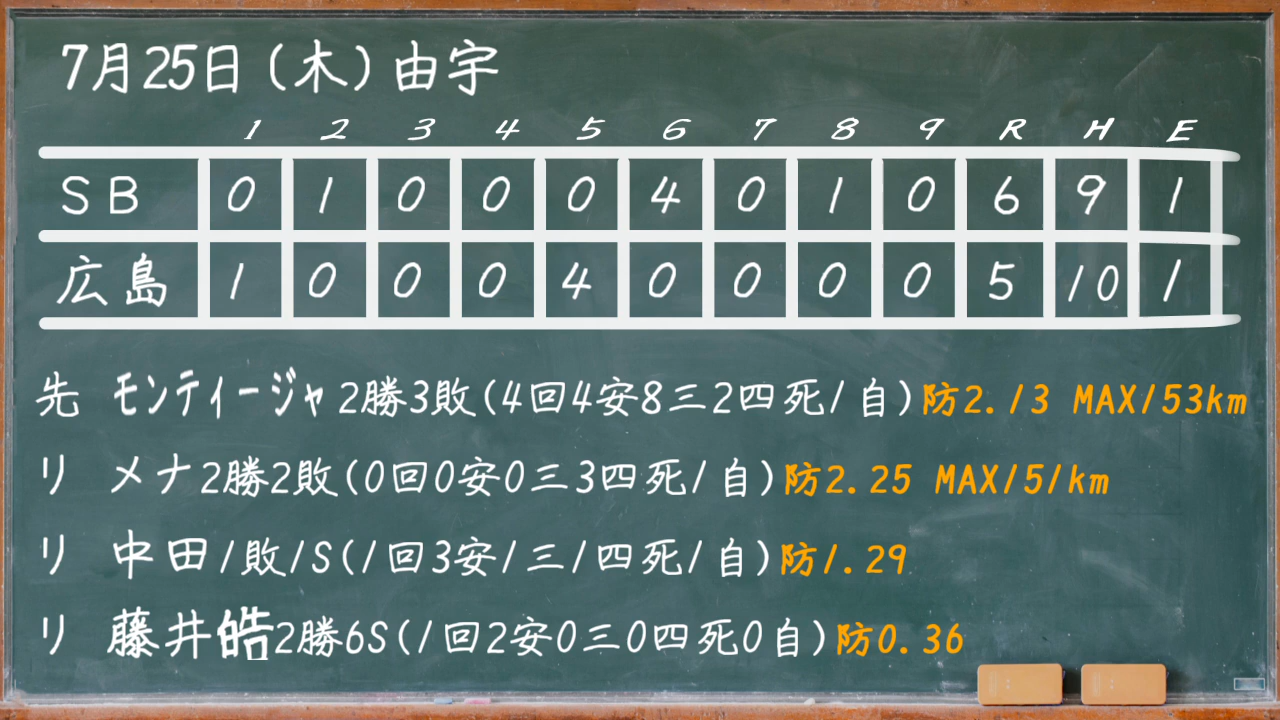 7月25日(木)由宇
1 2 3 4 5 6 7 8 9 R H E
SB 0 1 0 0 0 4 0 1 0 6 9 1
広島 1 0 0 0 4 0 0 0 0 5 10 1
先 モンティージャ2勝3敗(4回4安8三2四死1自)防2.13 MAX153km
リ メナ2勝2敗(0回0安0三3四死1自)防2.25 MAX151km
リ 中田1敗1S(1回3安1三1四死1自)防1.29
リ 藤井皓2勝6S(1回2安0三0四死0自)防0.36